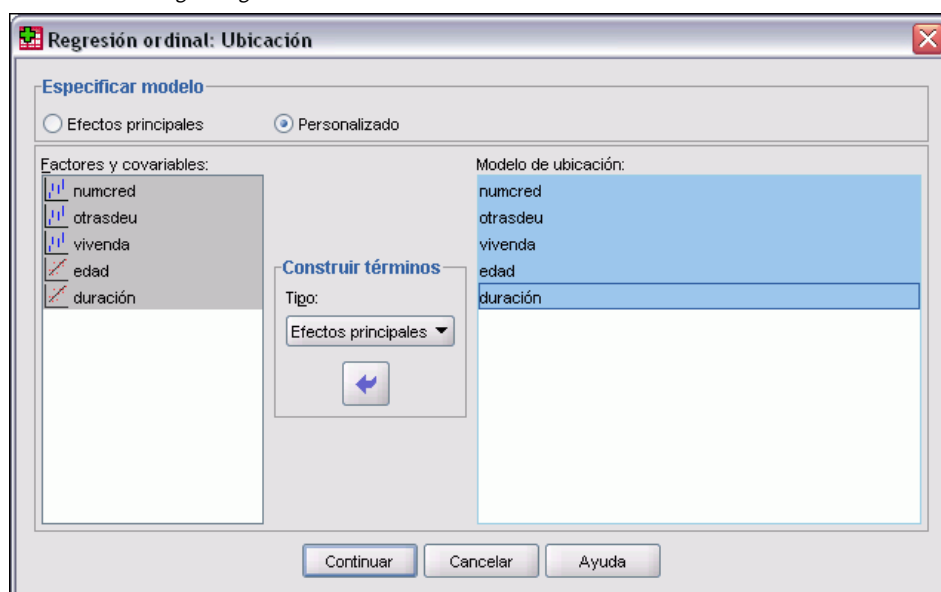 Regresión ordinal: Ubicación
Especificar modelo
Efectos principales
Personalizado
Factores y covariables:
numcred
otrasdeu
vivenda
edad
duración
Construir términos
Tipo:
Efectos principales
Modelo de ubicación:
numcred
otrasdeu
vivenda
edad
duración
Continuar
Cancelar
Ayuda